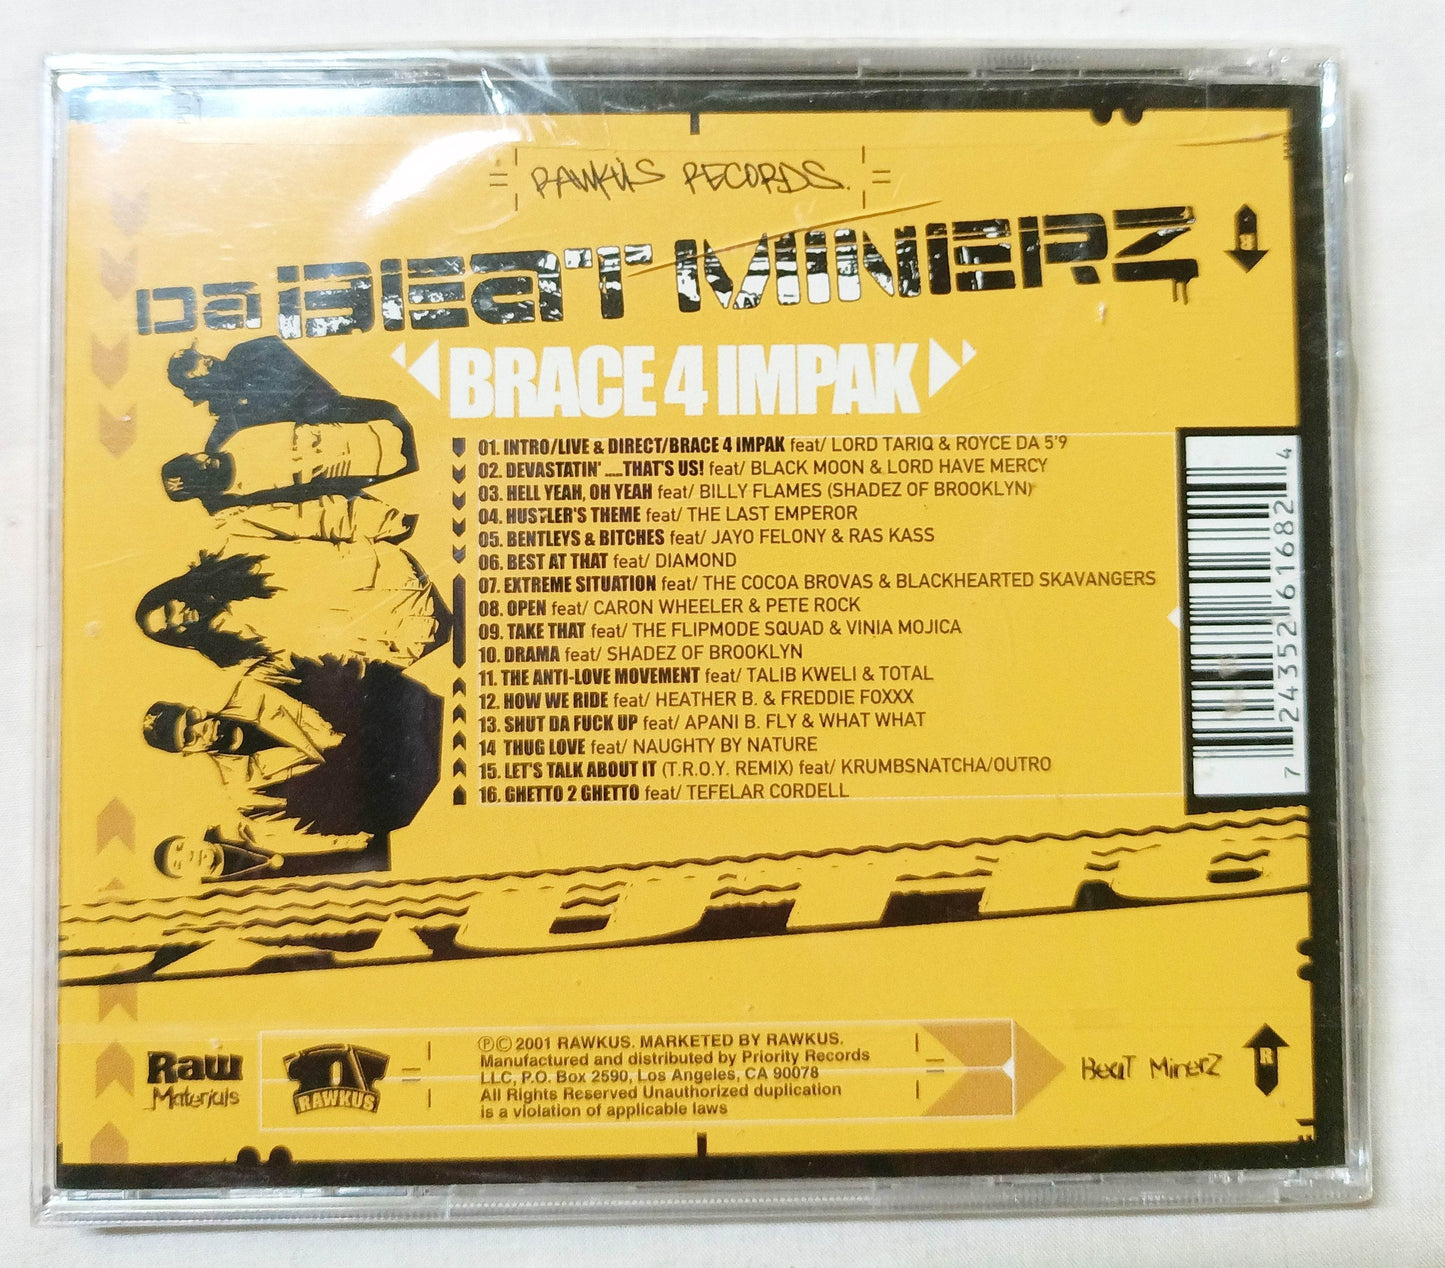 RAWKUS RECORDS.
Da BEAT MINERZ
BRACE 4 IMPAK
01. INTRO/LIVE & DIRECT/BRACE 4 IMPAK feat/ LORD TARIQ & ROYCE DA 5'9
02. DEVASTATIN' ....THAT'S US! feat/ BLACK MOON & LORD HAVE MERCY
03. HELL YEAH, OH YEAH feat/ BILLY FLAMES (SHADEZ OF BROOKLYN)
04. HUSTLER'S THEME feat/ THE LAST EMPEROR
05. BENTLEYS & BITCHES feat/ JAYO FELONY & RAS KASS
06. BEST AT THAT feat/ DIAMOND
07. EXTREME SITUATION feat/ THE COCOA BROVAS & BLACKHEARTED SKAVANGERS
08. OPEN feat/ CARON WHEELER & PETE ROCK
09. TAKE THAT feat/ THE FLIPMODE SQUAD & VINIA MOJICA
10. DRAMA feat/ SHADEZ OF BROOKLYN
11. THE ANTI-LOVE MOVEMENT feat/ TALIB KWELI & TOTAL
12. HOW WE RIDE feat/ HEATHER B. & FREDDIE FOXXX
13. SHUT DA FUCK UP feat/ APANI B. FLY & WHAT WHAT
14 THUG LOVE feat/ NAUGHTY BY NATURE
15. LET'S TALK ABOUT IT (T.R.O.Y. REMIX) feat/ KRUMBSNATCHA/OUTRO
16. GHETTO 2 GHETTO feat/ TEFELAR CORDELL
7 24352 61682 4
Raw
Materials
RAWKUS
℗© 2001 RAWKUS. MARKETED BY RAWKUS.
Manufactured and distributed by Priority Records
LLC, P.O. Box 2590, Los Angeles, CA 90078
All Rights Reserved Unauthorized duplication
is a violation of applicable laws
BeaT MinerZ
R